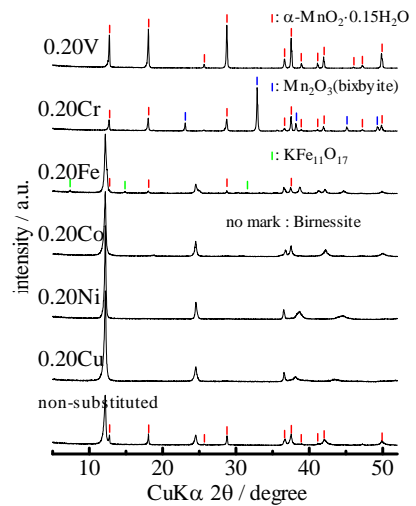 0.20V
: α-MnO₂·0.15H₂O
0.20Cr
: Mn₂O₃(bixbyite)
: KFe₁₁O₁₇
0.20Fe
no mark : Birnessite
0.20Co
0.20Ni
0.20Cu
non-substituted
intensity / a.u.
10 20 30 40 50
CuKα 2θ / degree